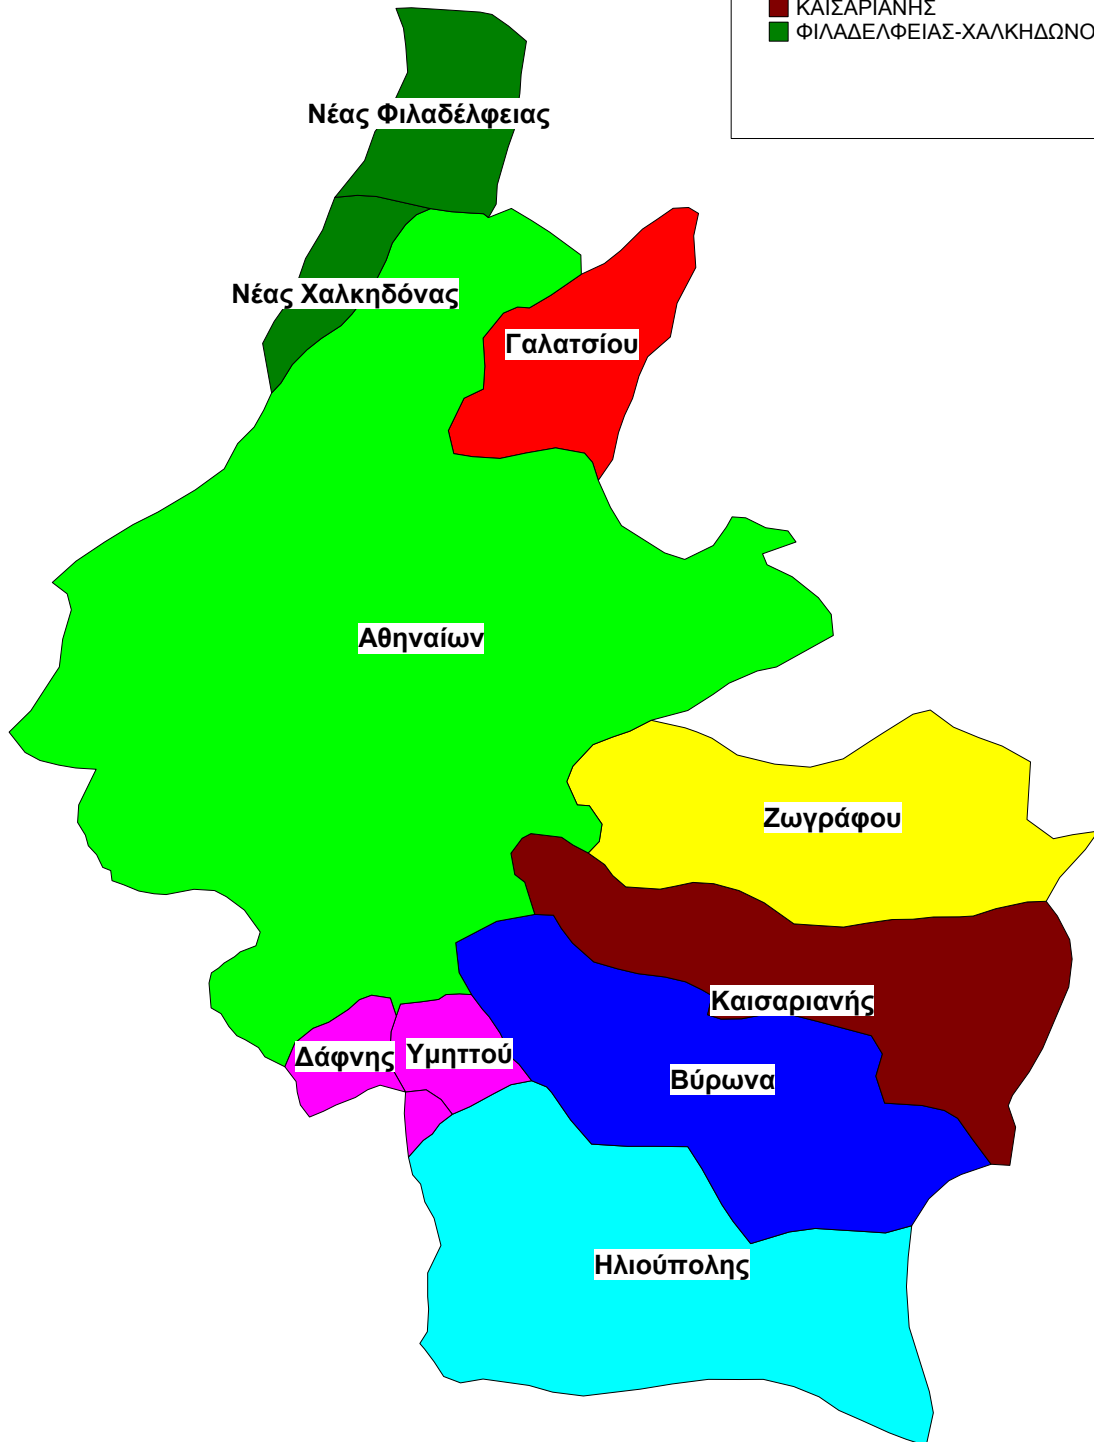 ΚΑΙΣΑΡΙΑΝΗΣ
ΦΙΛΑΔΕΛΦΕΙΑΣ-ΧΑΛΚΗΔΩΝΟ
Νέας Φιλαδέλφειας
Νέας Χαλκηδόνας
Γαλατσίου
Αθηναίων
Ζωγράφου
Καισαριανής
Δάφνης
Υμηττού
Βύρωνα
Ηλιούπολης